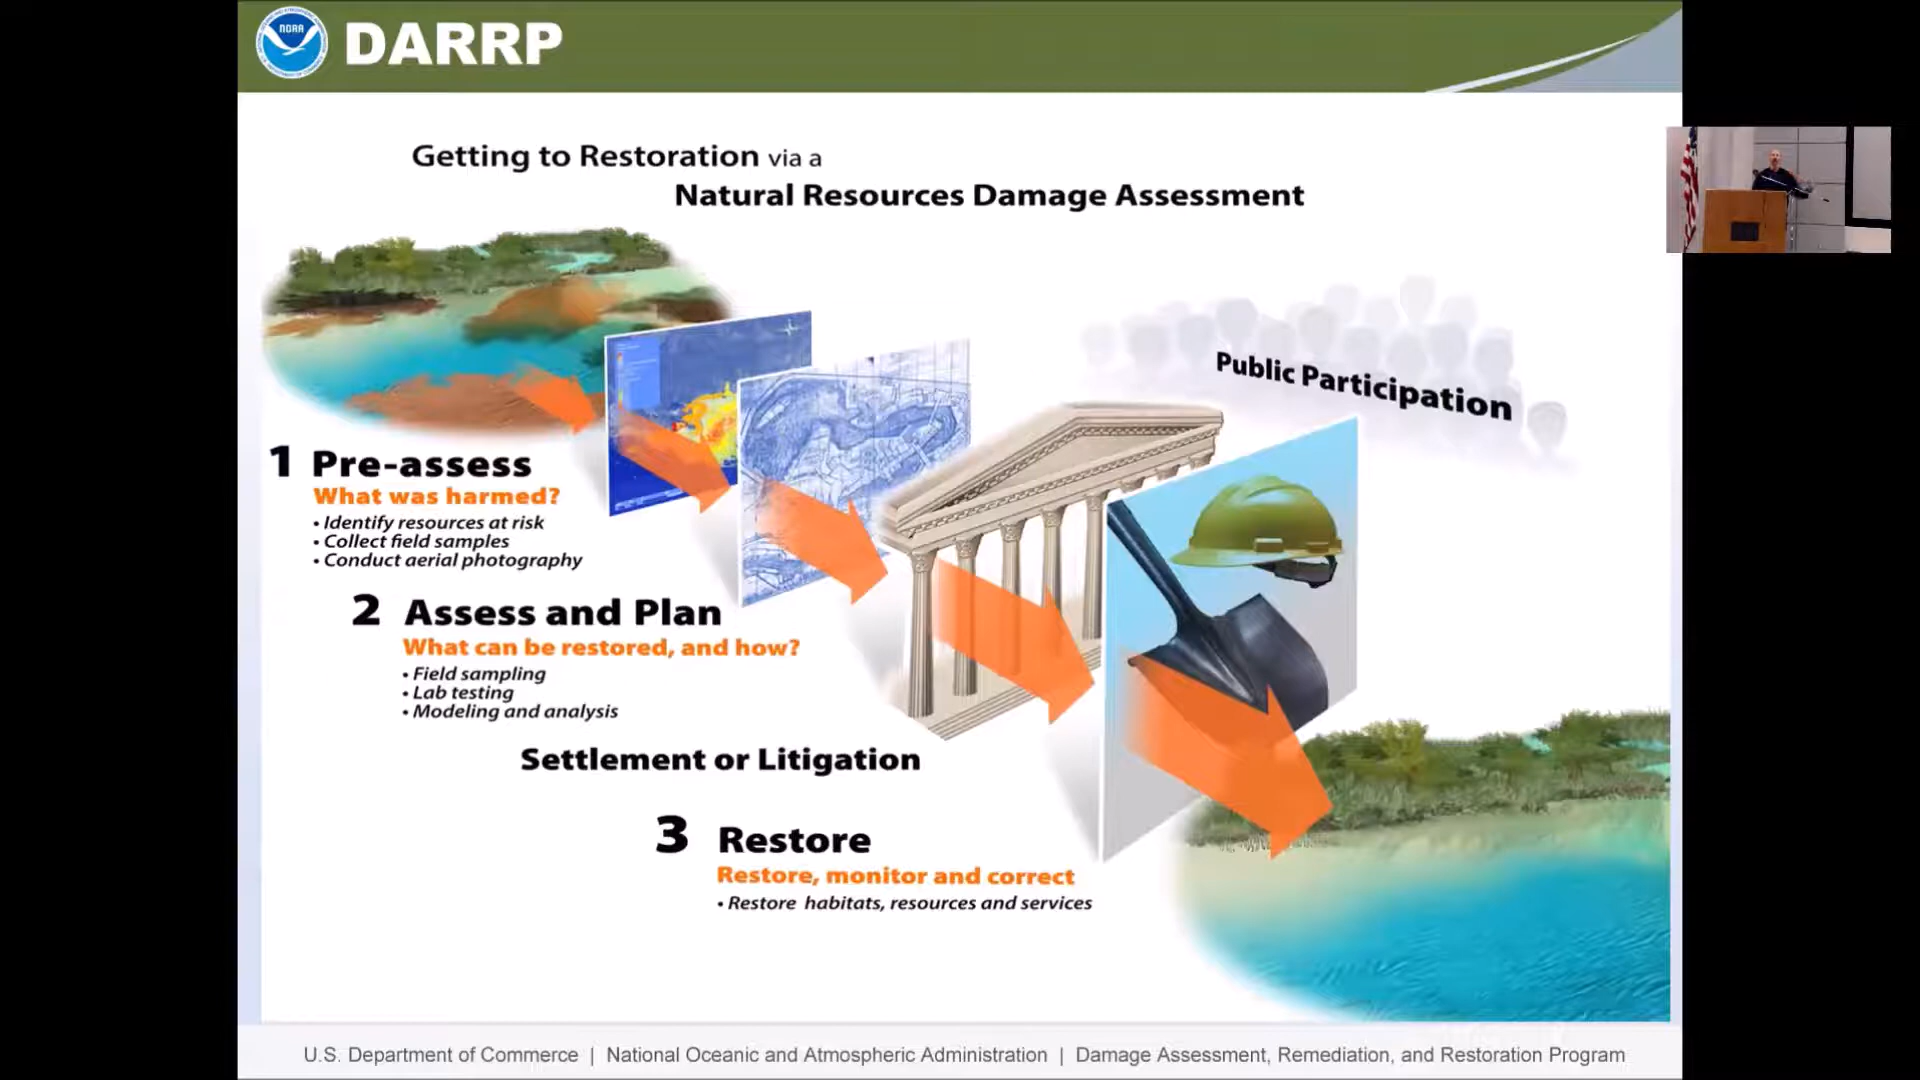 NOAA
DARRP
Getting to Restoration via a
Natural Resources Damage Assessment
Public Participation
1 Pre-assess
What was harmed?
• Identify resources at risk
• Collect field samples
• Conduct aerial photography
2 Assess and Plan
What can be restored, and how?
• Field sampling
• Lab testing
• Modeling and analysis
Settlement or Litigation
3 Restore
Restore, monitor and correct
• Restore habitats, resources and services
U.S. Department of Commerce | National Oceanic and Atmospheric Administration | Damage Assessment, Remediation, and Restoration Program